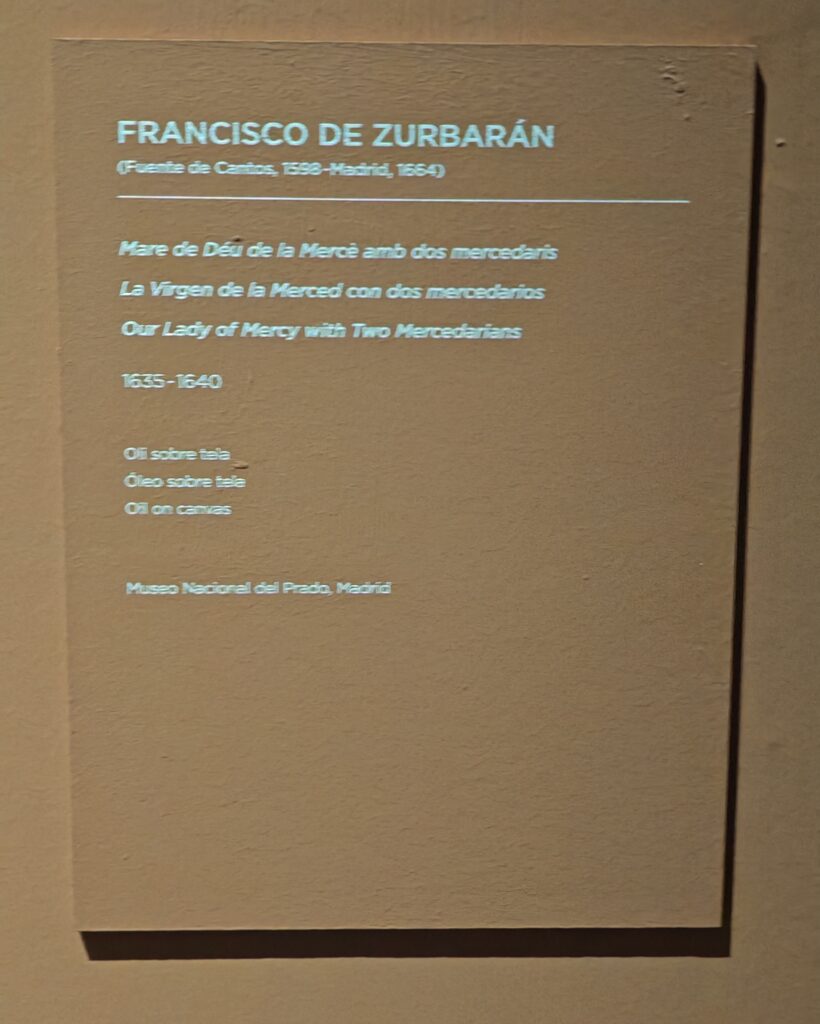 FRANCISCO DE ZURBARÁN
(Fuente de Cantos, 1598-Madrid, 1664)
Mare de Déu de la Mercè amb dos mercedaris
La Virgen de la Merced con dos mercedarios
Our Lady of Mercy with Two Mercedarians
1635-1640
Oli sobre tela
Óleo sobre tela
Oil on canvas
Museo Nacional del Prado, Madrid